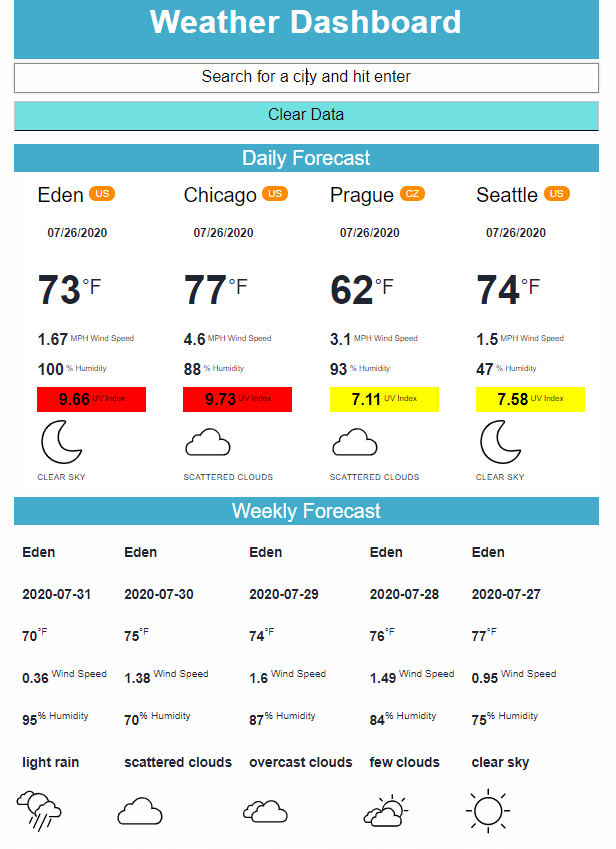 Weather Dashboard
Search for a city and hit enter
Clear Data
Daily Forecast
Eden US Chicago US Prague CZ Seattle US
07/26/2020 07/26/2020 07/26/2020 07/26/2020
73°F 77°F 62°F 74°F
1.67 MPH Wind Speed 4.6 MPH Wind Speed 3.1 MPH Wind Speed 1.5 MPH Wind Speed
100 % Humidity 88 % Humidity 93 % Humidity 47 % Humidity
9.66 UV Index 9.73 UV Index 7.11 UV Index 7.58 UV Index
CLEAR SKY SCATTERED CLOUDS SCATTERED CLOUDS CLEAR SKY
Weekly Forecast
Eden Eden Eden Eden Eden
2020-07-31 2020-07-30 2020-07-29 2020-07-28 2020-07-27
70°F 75°F 74°F 76°F 77°F
0.36 Wind Speed 1.38 Wind Speed 1.6 Wind Speed 1.49 Wind Speed 0.95 Wind Speed
95% Humidity 70% Humidity 87% Humidity 84% Humidity 75% Humidity
light rain scattered clouds overcast clouds few clouds clear sky